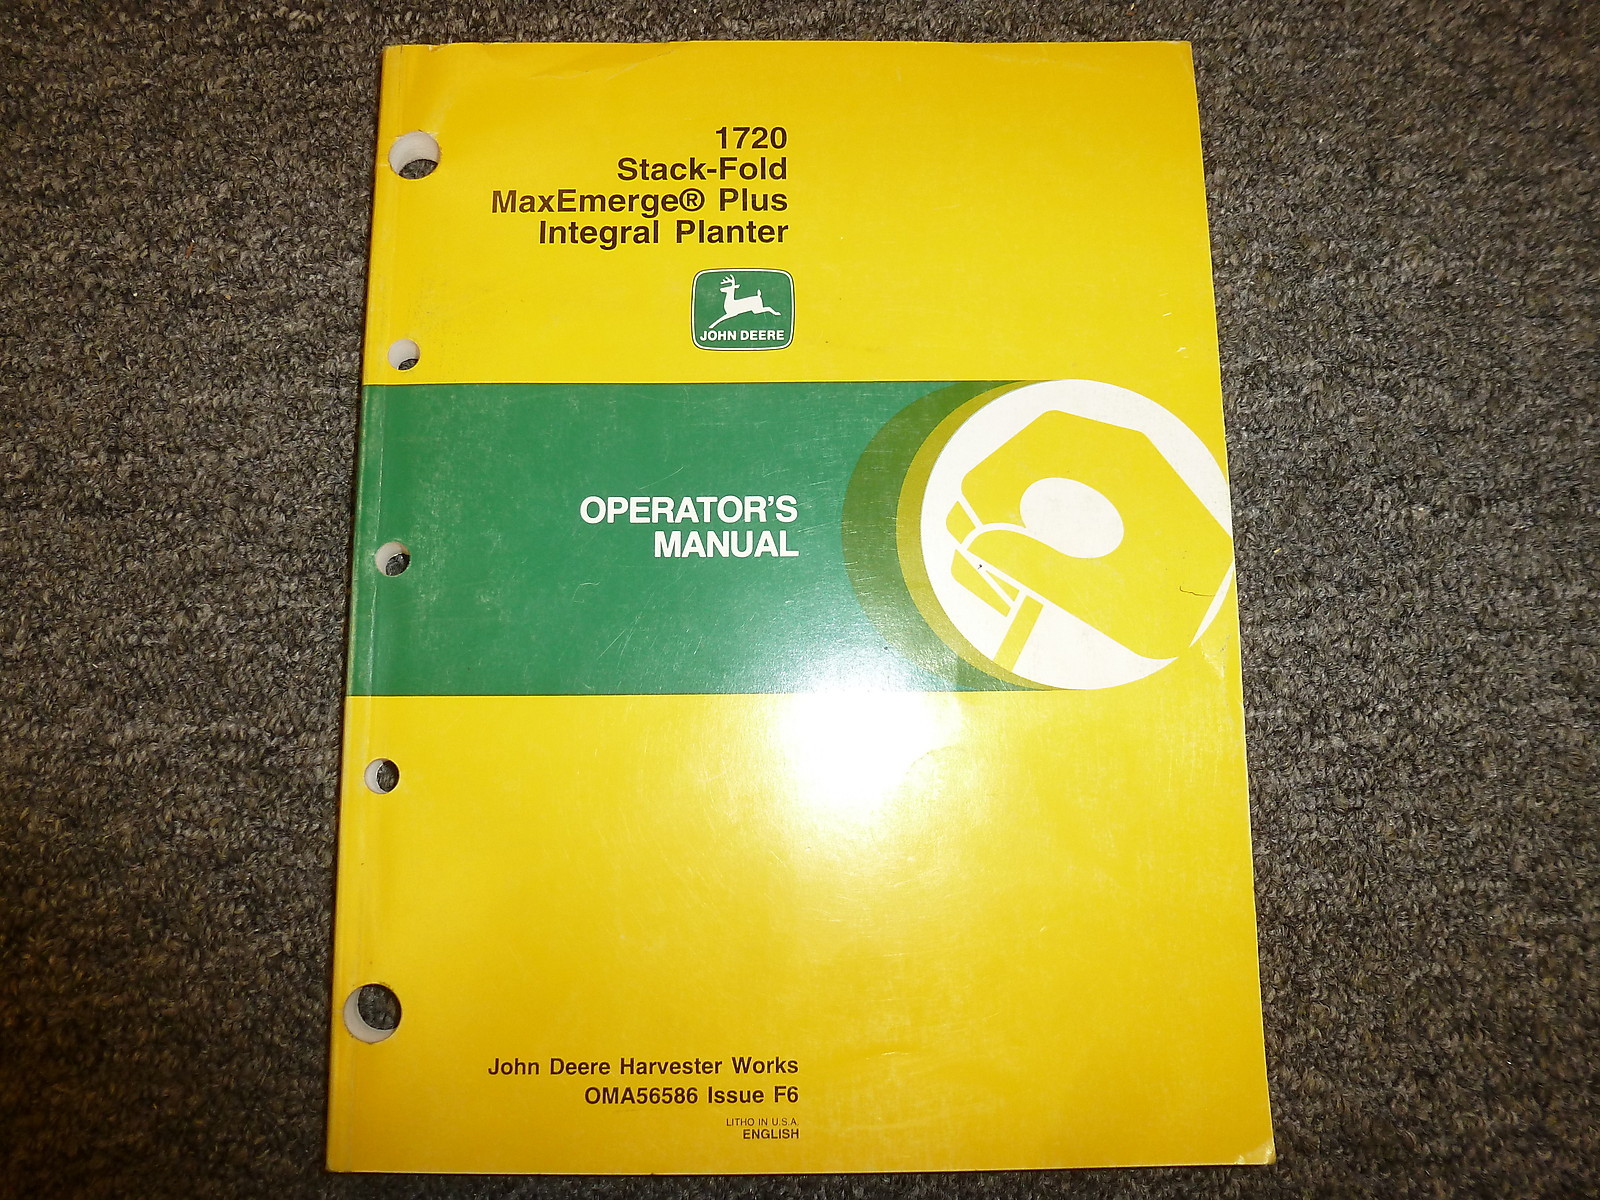 1720
Stack-Fold
MaxEmerge® Plus
Integral Planter
JOHN DEERE
OPERATOR'S
MANUAL
John Deere Harvester Works
OMA56586 Issue F6
LITHO IN U.S.A.
ENGLISH